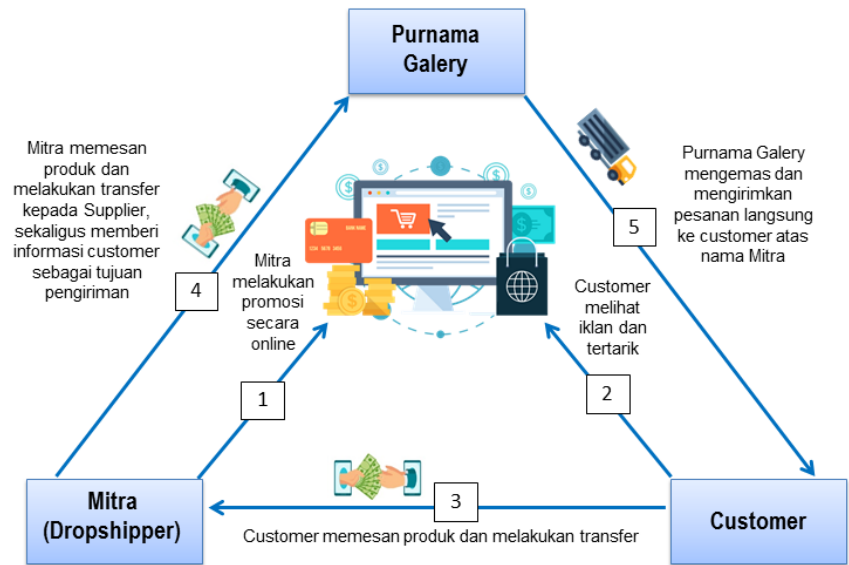 Purnama
Galery
Mitra memesan
produk dan
melakukan transfer
kepada Supplier,
sekaligus memberi
informasi customer
sebagai tujuan
pengiriman
4
Mitra
melakukan
promosi
secara
online
1
Purnama Galery
mengemas dan
mengirimkan
pesanan langsung
ke customer atas
nama Mitra
5
Customer
melihat
iklan dan
tertarik
2
Mitra
(Dropshipper)
3
Customer memesan produk dan melakukan transfer
Customer